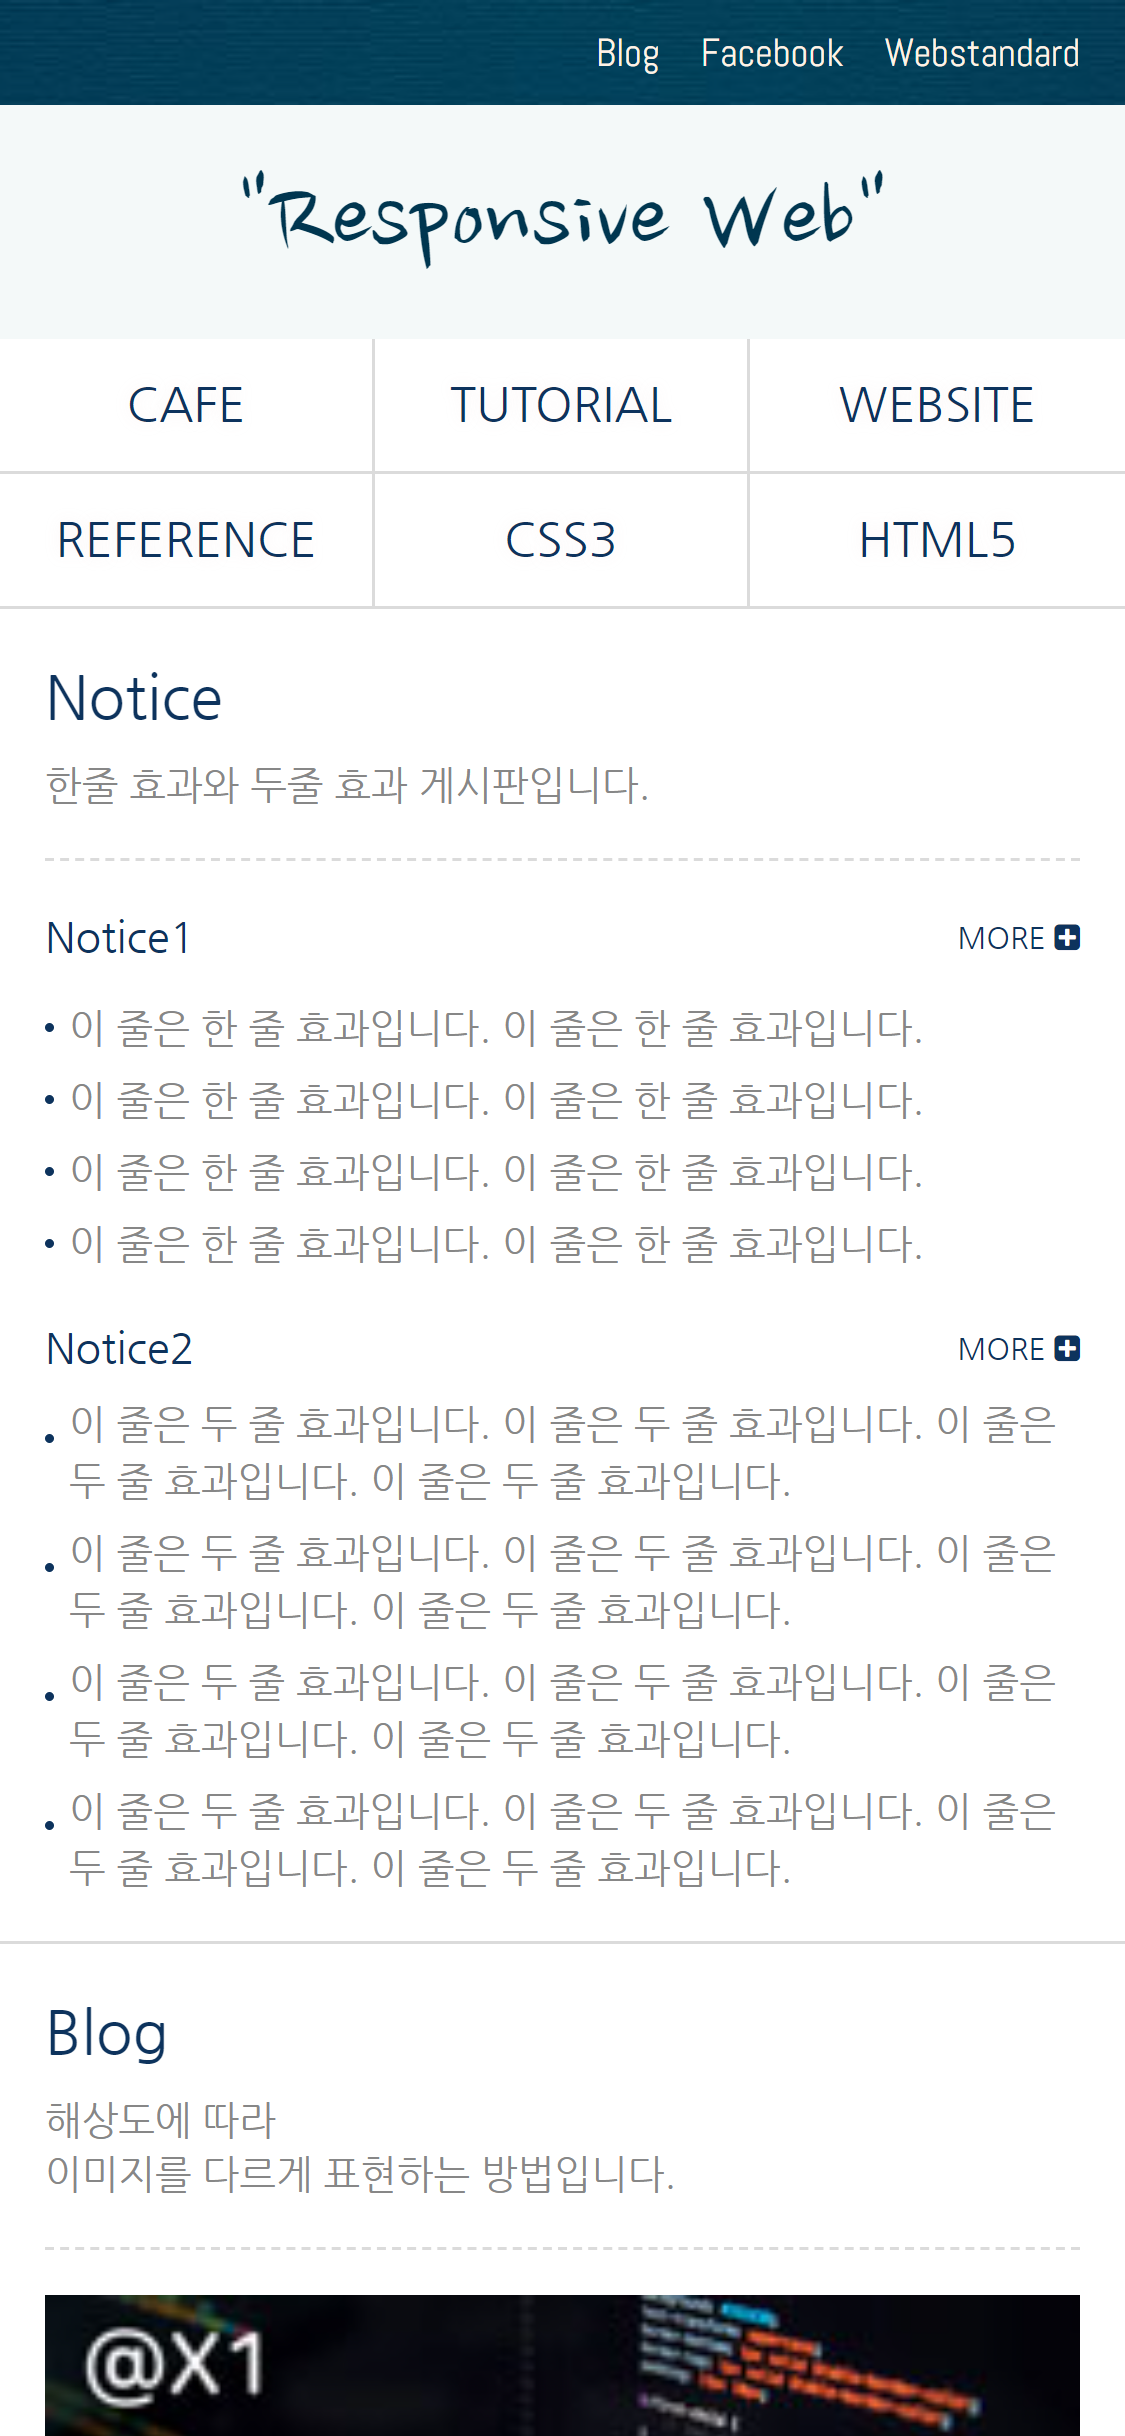 Blog Facebook Webstandard
"Responsive Web"
CAFE TUTORIAL WEBSITE
REFERENCE CSS3 HTML5
Notice
한줄 효과와 두줄 효과 게시판입니다.
Notice1 MORE
• 이 줄은 한 줄 효과입니다. 이 줄은 한 줄 효과입니다.
• 이 줄은 한 줄 효과입니다. 이 줄은 한 줄 효과입니다.
• 이 줄은 한 줄 효과입니다. 이 줄은 한 줄 효과입니다.
• 이 줄은 한 줄 효과입니다. 이 줄은 한 줄 효과입니다.
Notice2 MORE
• 이 줄은 두 줄 효과입니다. 이 줄은 두 줄 효과입니다. 이 줄은
두 줄 효과입니다. 이 줄은 두 줄 효과입니다.
• 이 줄은 두 줄 효과입니다. 이 줄은 두 줄 효과입니다. 이 줄은
두 줄 효과입니다. 이 줄은 두 줄 효과입니다.
• 이 줄은 두 줄 효과입니다. 이 줄은 두 줄 효과입니다. 이 줄은
두 줄 효과입니다. 이 줄은 두 줄 효과입니다.
• 이 줄은 두 줄 효과입니다. 이 줄은 두 줄 효과입니다. 이 줄은
두 줄 효과입니다. 이 줄은 두 줄 효과입니다.
Blog
해상도에 따라
이미지를 다르게 표현하는 방법입니다.
@X1